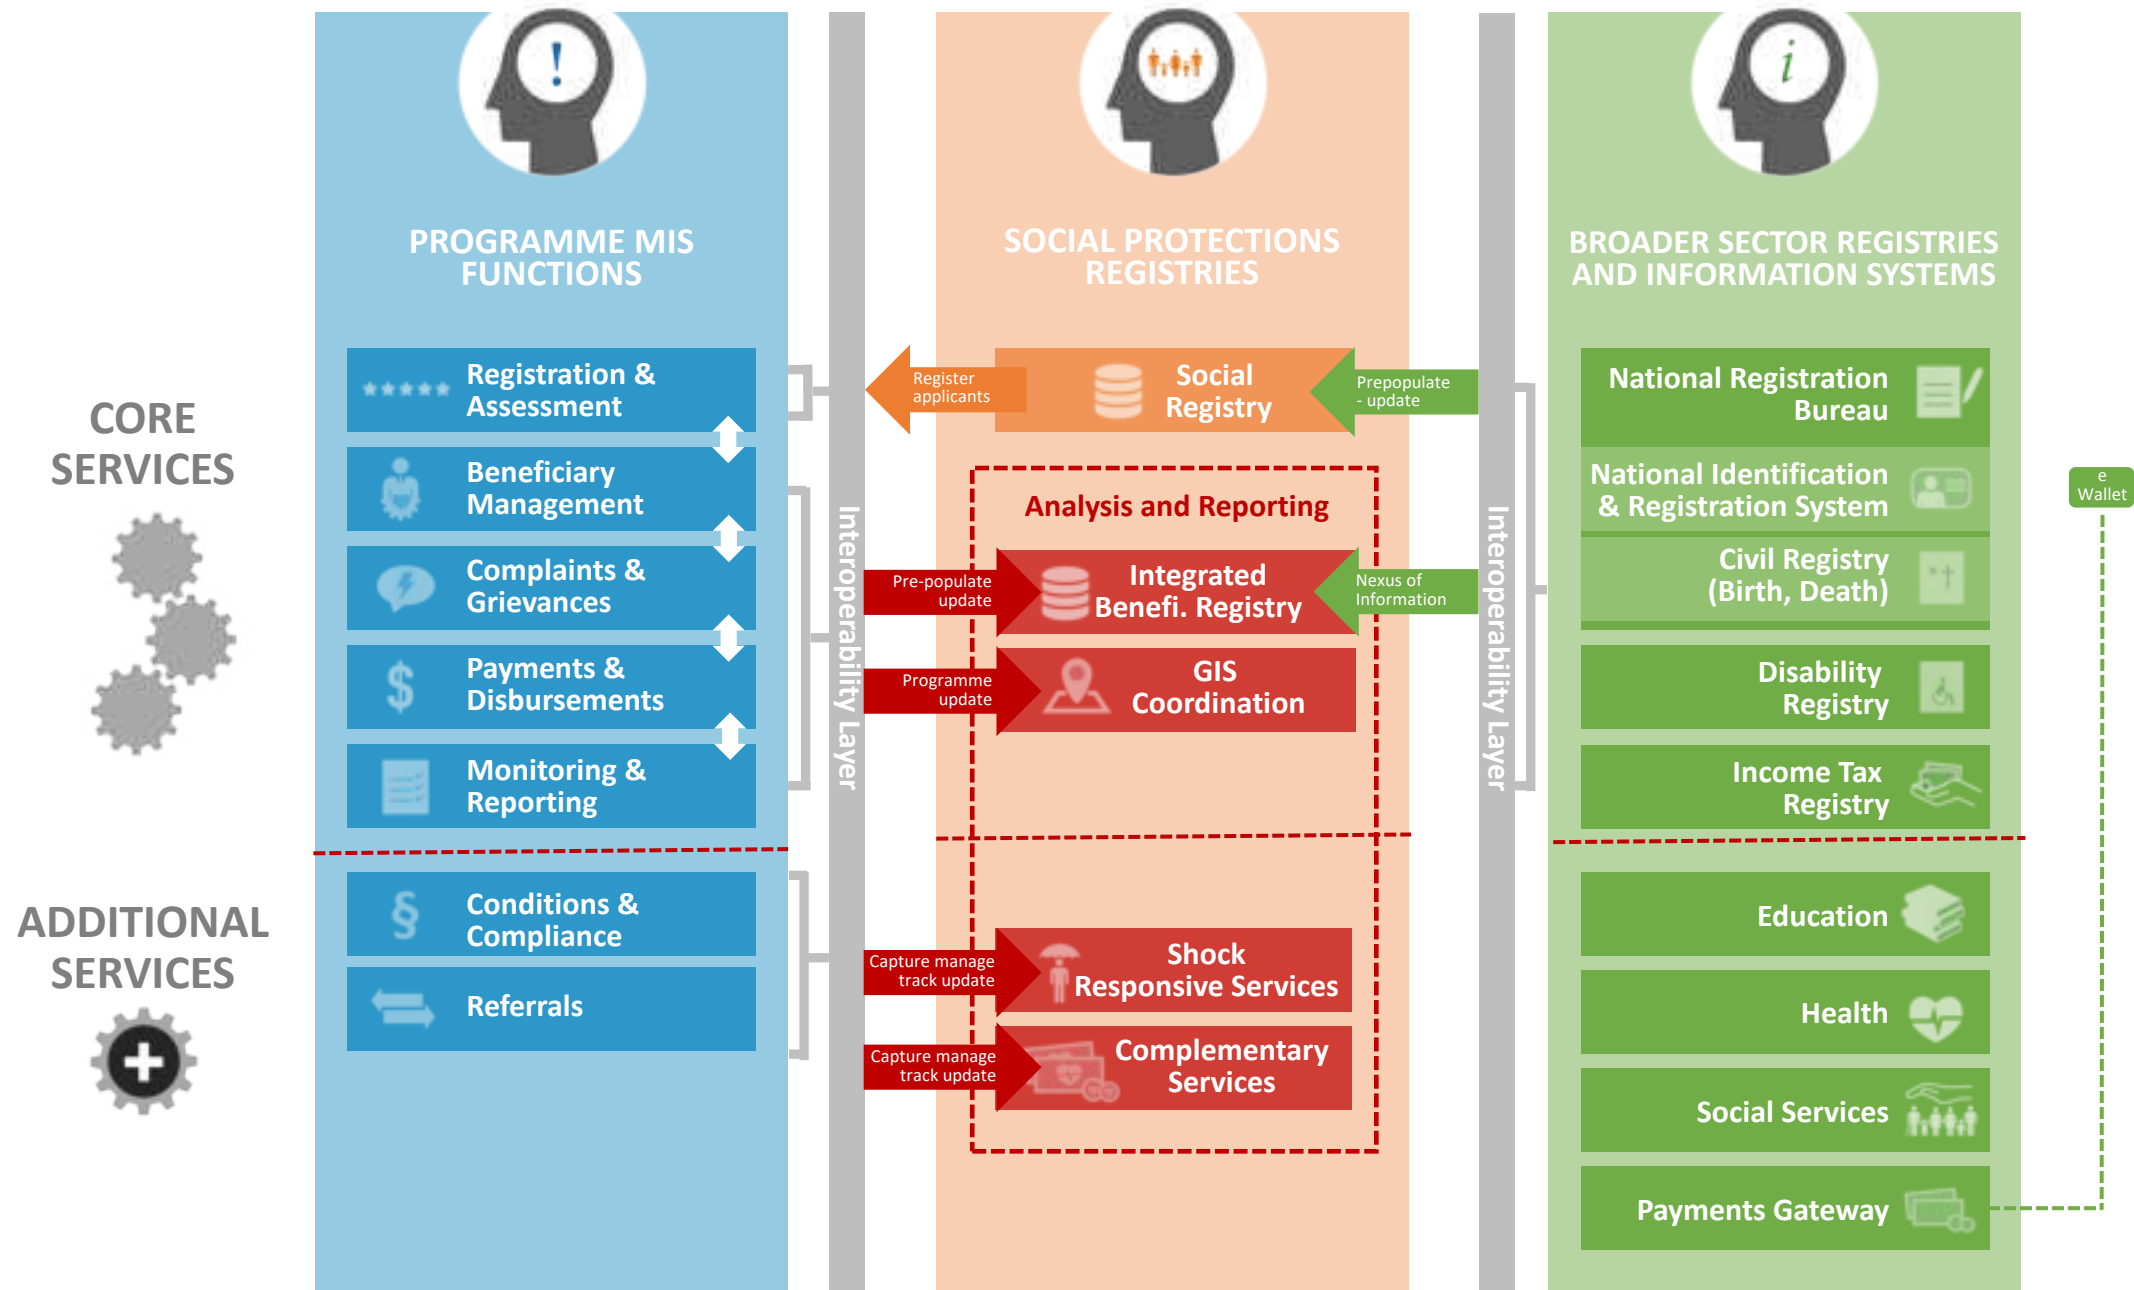 PROGRAMME MIS
FUNCTIONS
SOCIAL PROTECTIONS
REGISTRIES
BROADER SECTOR REGISTRIES
AND INFORMATION SYSTEMS
CORE
SERVICES
Registration &
Assessment
Beneficiary
Management
Complaints &
Grievances
Payments &
Disbursements
Monitoring &
Reporting
Interoperability Layer
Register
applicants
Social
Registry
Prepopulate
- update
Analysis and Reporting
Pre-populate
update
Integrated
Benefi. Registry
Nexus of
Information
Programme
update
GIS
Coordination
Interoperability Layer
National Registration
Bureau
National Identification
& Registration System
Civil Registry
(Birth, Death)
Disability
Registry
Income Tax
Registry
e
Wallet
ADDITIONAL
SERVICES
Conditions &
Compliance
Referrals
Capture manage
track update
Shock
Responsive Services
Capture manage
track update
Complementary
Services
Education
Health
Social Services
Payments Gateway